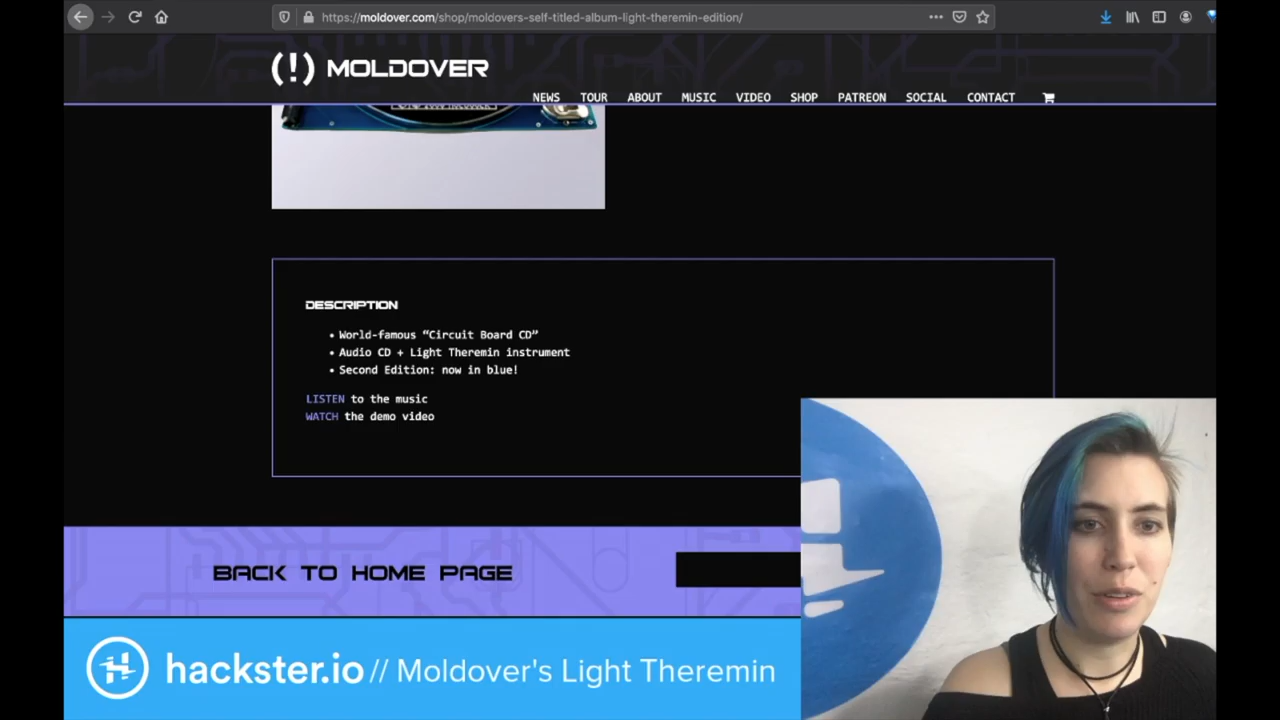 https://moldover.com/shop/moldovers-self-titled-album-light-theremin-edition/
(!) MOLDOVER
NEWS TOUR ABOUT MUSIC VIDEO SHOP PATREON SOCIAL CONTACT
DESCRIPTION
• World-famous “Circuit Board CD”
• Audio CD + Light Theremin instrument
• Second Edition: now in blue!
LISTEN to the music
WATCH the demo video
BACK TO HOME PAGE
hackster.io // Moldover's Light Theremin